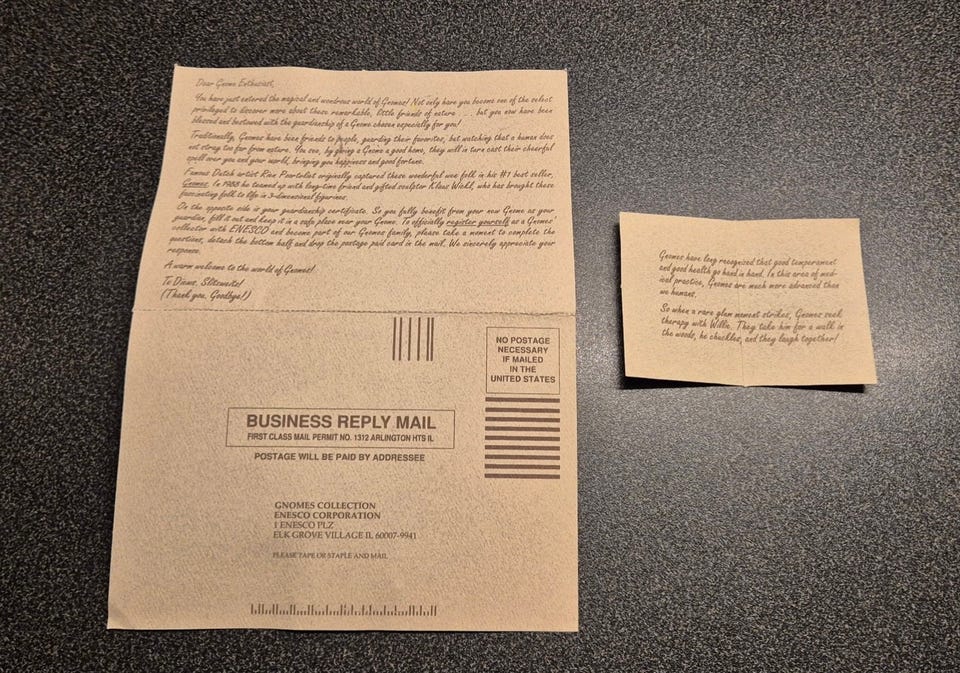 Dear Gnome Enthusiast,
You have just entered the magical and wondrous world of Gnomes! Not only have you become one of the select
privileged to discover more about these remarkable, little friends of nature . . . but you now have been
blessed and bestowed with the guardianship of a Gnome chosen especially for you!
Traditionally, Gnomes have been friends to people, guarding their favorites, but watching that a human does
not stray too far from nature. You see, by giving a Gnome a good home, they will in turn cast their cheerful
spell over you and your world, bringing you happiness and good fortune.
Famous Dutch artist Rien Poortvliet originally captured these wonderful wee folk in his #1 best seller,
Gnomes. In 1988 he teamed up with long-time friend and gifted sculptor Klaus Wickl, who has brought these
fascinating folk to life in 3-dimensional figurines.
On the opposite side is your guardianship certificate. So you fully benefit from your new Gnome as your
guardian, fill it out and keep it in a safe place near your Gnome. To officially register yourself as a Gnomes'
collector with ENESCO and become part of our Gnomes family, please take a moment to complete the
questions, detach the bottom half and drop the postage paid card in the mail. We sincerely appreciate your
response.
A warm welcome to the world of Gnomes!
Slitzweitz!
(Thank you, Goodbye!)
NO POSTAGE
NECESSARY
IF MAILED
IN THE
UNITED STATES
BUSINESS REPLY MAIL
FIRST CLASS MAIL PERMIT NO. 1312 ARLINGTON HTS IL
POSTAGE WILL BE PAID BY ADDRESSEE
GNOMES COLLECTION
ENESCO CORPORATION
1 ENESCO PLZ
ELK GROVE VILLAGE IL 60007-9941
PLEASE TAPE OR STAPLE AND MAIL
Gnomes have long recognized that good temperament
and good health go hand in hand. In this area of med-
ical practice, Gnomes are much more advanced than
we humans.
So when a rare glum moment strikes, Gnomes seek
therapy with Willie. They take him for a walk in
the woods, he chuckles, and they laugh together!